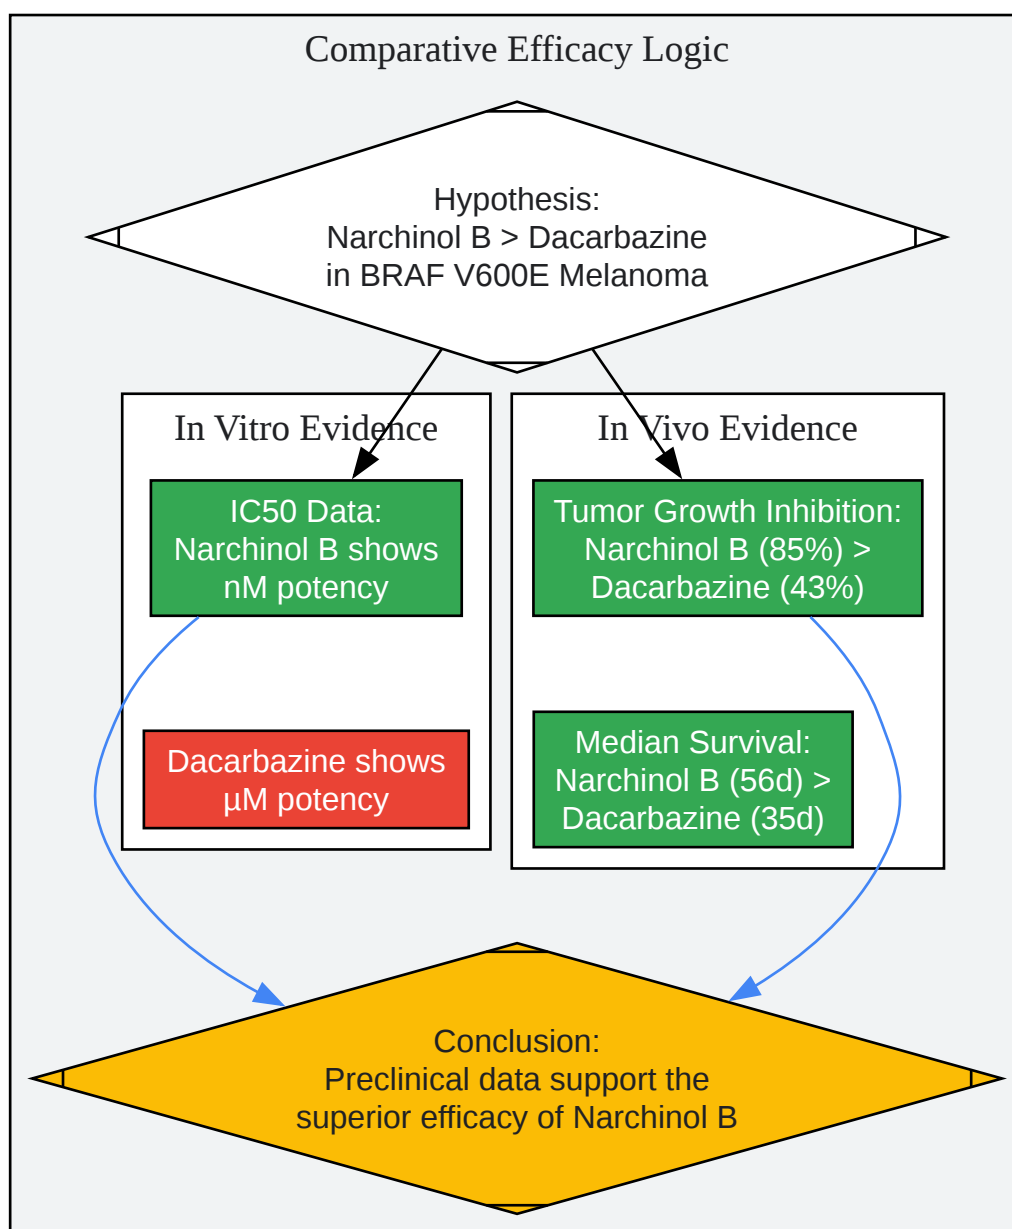 Comparative Efficacy Logic
Hypothesis:
Narchinol B > Dacarbazine
in BRAF V600E Melanoma
In Vitro Evidence
IC50 Data:
Narchinol B shows
nM potency
Dacarbazine shows
µM potency
In Vivo Evidence
Tumor Growth Inhibition:
Narchinol B (85%) >
Dacarbazine (43%)
Median Survival:
Narchinol B (56d) >
Dacarbazine (35d)
Conclusion:
Preclinical data support the
superior efficacy of Narchinol B